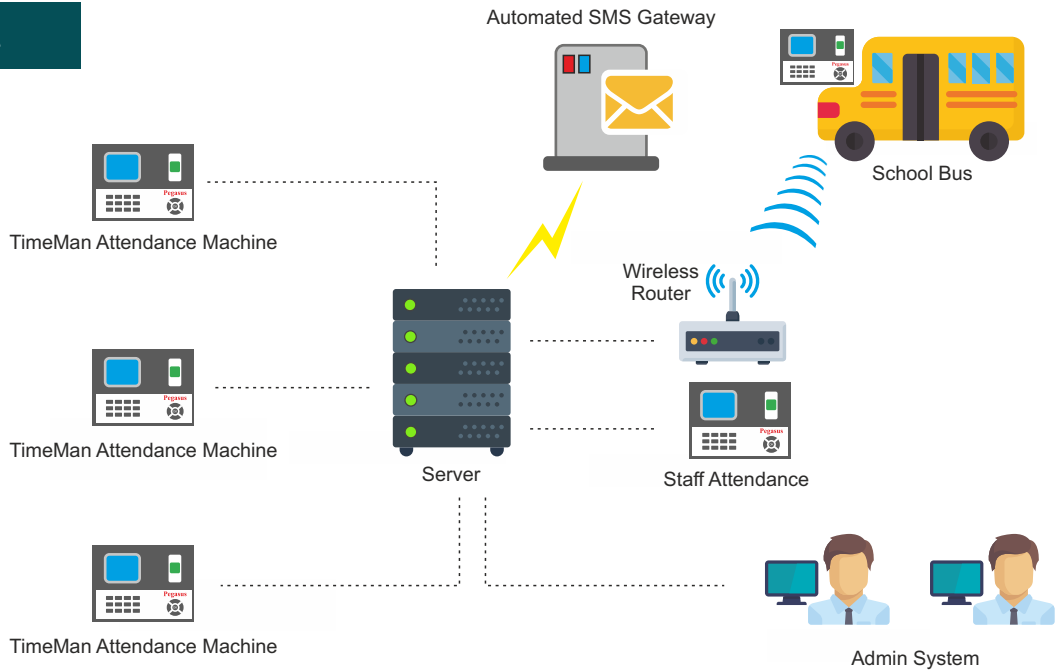 Automated SMS Gateway
Pegasus
School Bus
Pegasus
TimeMan Attendance Machine
Wireless
Router
Pegasus
TimeMan Attendance Machine
Server
Pegasus
Staff Attendance
Pegasus
TimeMan Attendance Machine
Admin System